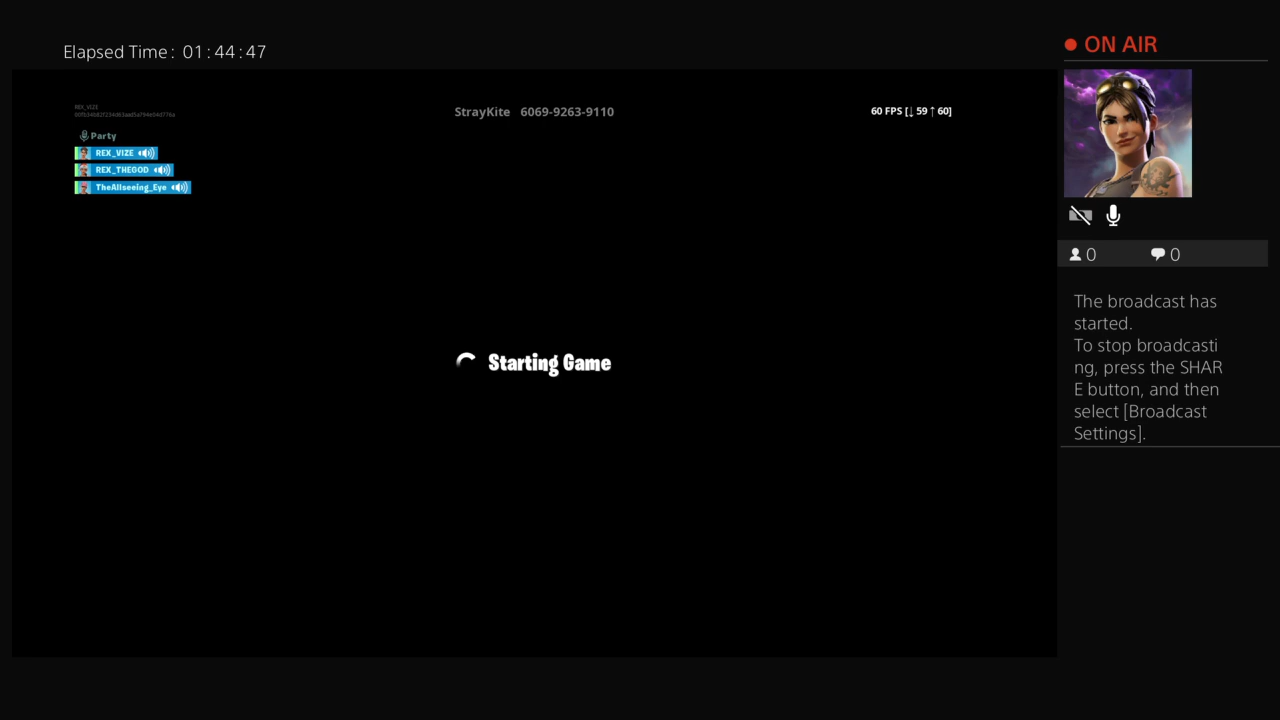 Elapsed Time: 01:44:47
ON AIR
REX_VIZE
StrayKite 6069-9263-9110
60 FPS [↓ 59 ↑ 60]
Party
REX_VIZE
REX_THEGOD
TheAllseeing_Eye
0 0
The broadcast has
started.
To stop broadcasti
ng, press the SHAR
E button, and then
select [Broadcast
Settings].
Starting Game